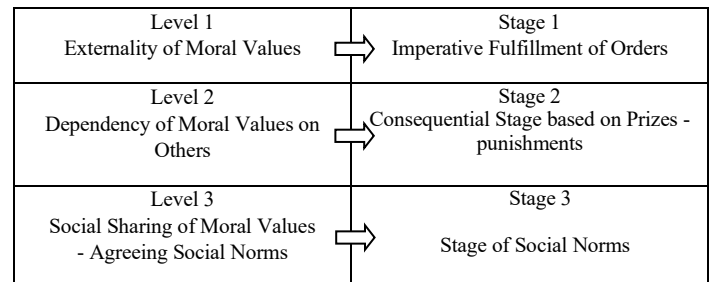 Level 1
Externality of Moral Values
Stage 1
Imperative Fulfillment of Orders
Level 2
Dependency of Moral Values on
Others
Stage 2
Consequential Stage based on Prizes -
punishments
Level 3
Social Sharing of Moral Values
- Agreeing Social Norms
Stage 3
Stage of Social Norms